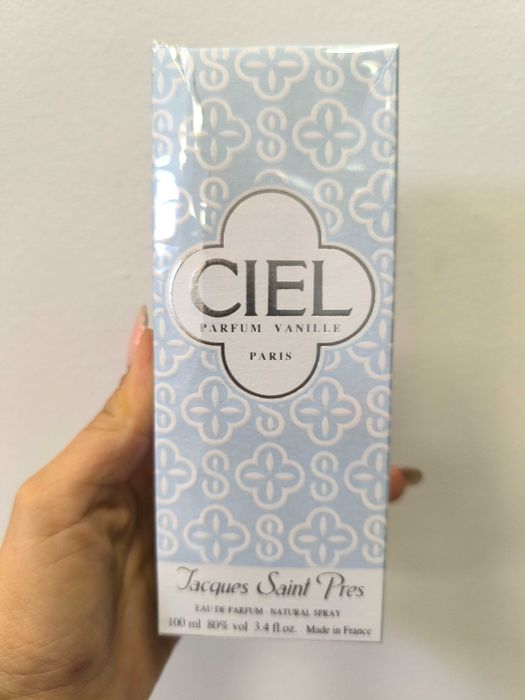 CIEL
PARFUM VANILLE
PARIS
Jacques Saint Pres
EAU DE PARFUM - NATURAL SPRAY
100 ml 80% vol 3.4 fl.oz. Made in France